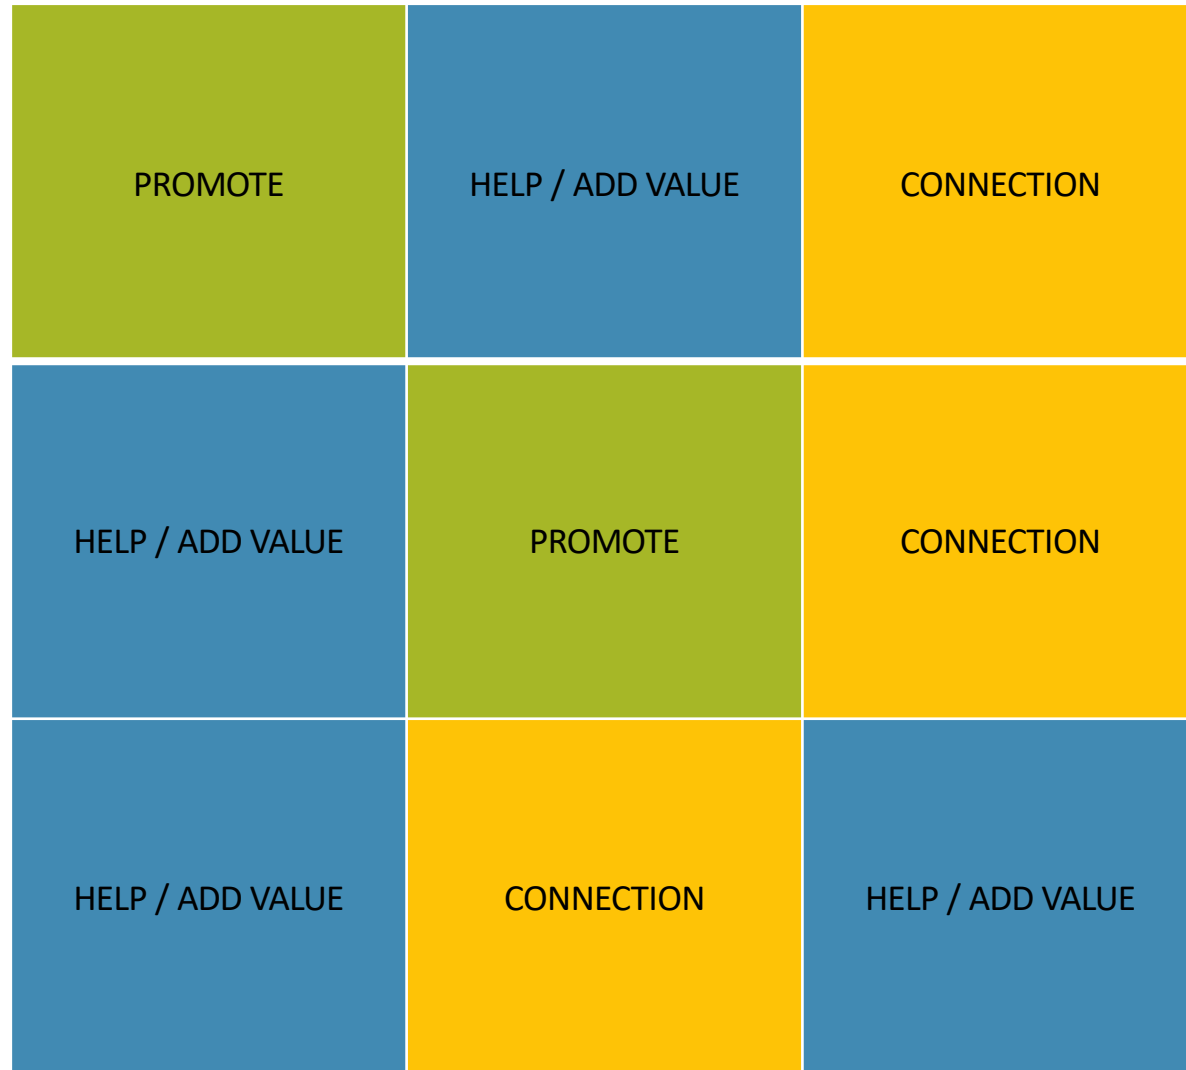 PROMOTE
HELP / ADD VALUE
CONNECTION
HELP / ADD VALUE
PROMOTE
CONNECTION
HELP / ADD VALUE
CONNECTION
HELP / ADD VALUE